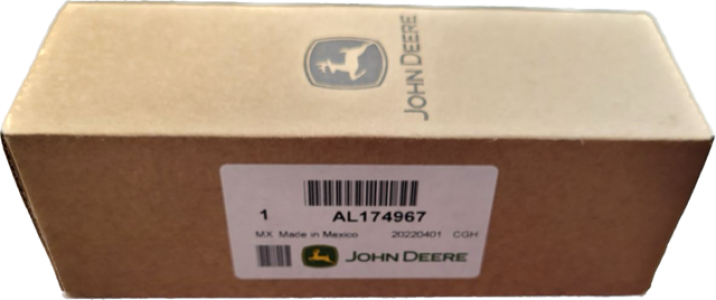 JOHN DEERE
1 AL174967
MX Made in Mexico 20220401 CGH
JOHN DEERE